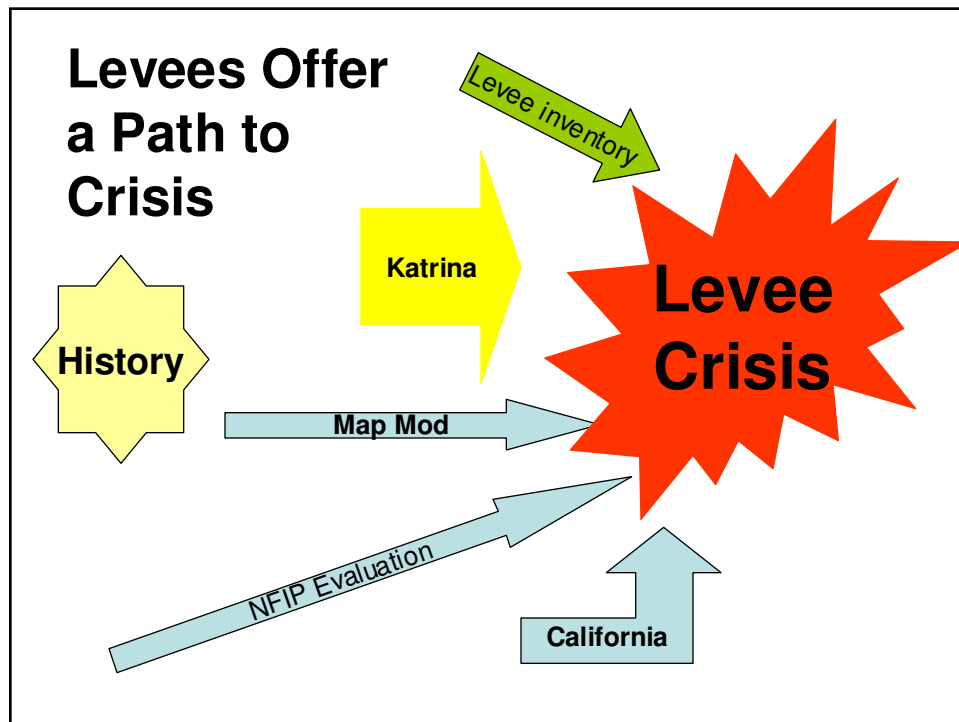 Levees Offer
a Path to
Crisis
Levee inventory
Katrina
Levee
Crisis
History
Map Mod
NFIP Evaluation
California